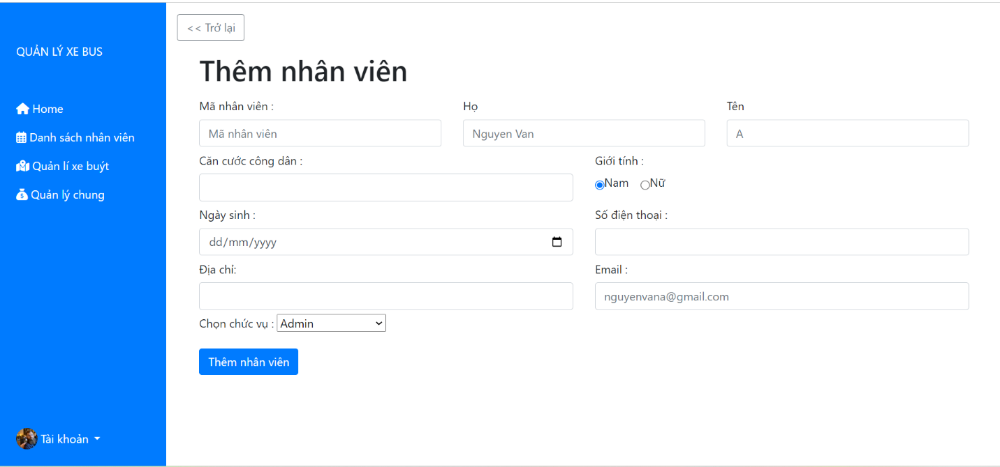 << Trở lại
QUẢN LÝ XE BUS
Home
Danh sách nhân viên
Quản lí xe buýt
Quản lý chung
Tài khoản
Thêm nhân viên
Mã nhân viên : Họ Tên
Mã nhân viên Nguyen Van A
Căn cước công dân : Giới tính :
Nam Nữ
Ngày sinh : Số điện thoại :
dd/mm/yyyy
Địa chỉ: Email :
nguyenvana@gmail.com
Chọn chức vụ : Admin
Thêm nhân viên